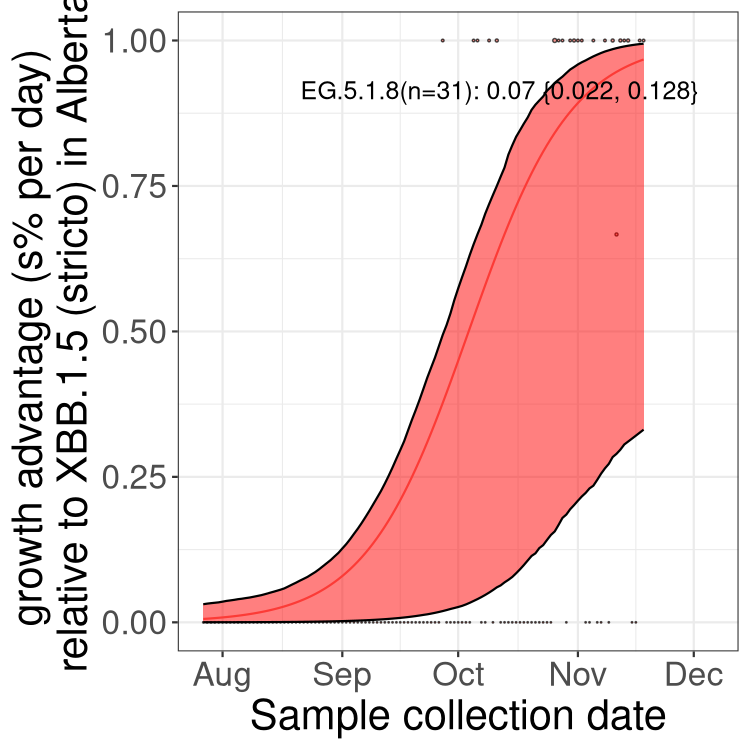 growth advantage (s% per day)
relative to XBB.1.5 (stricto) in Alberta
1.00
0.75
0.50
0.25
0.00
EG.5.1.8(n=31): 0.07 {0.022, 0.128}
Aug Sep Oct Nov Dec
Sample collection date